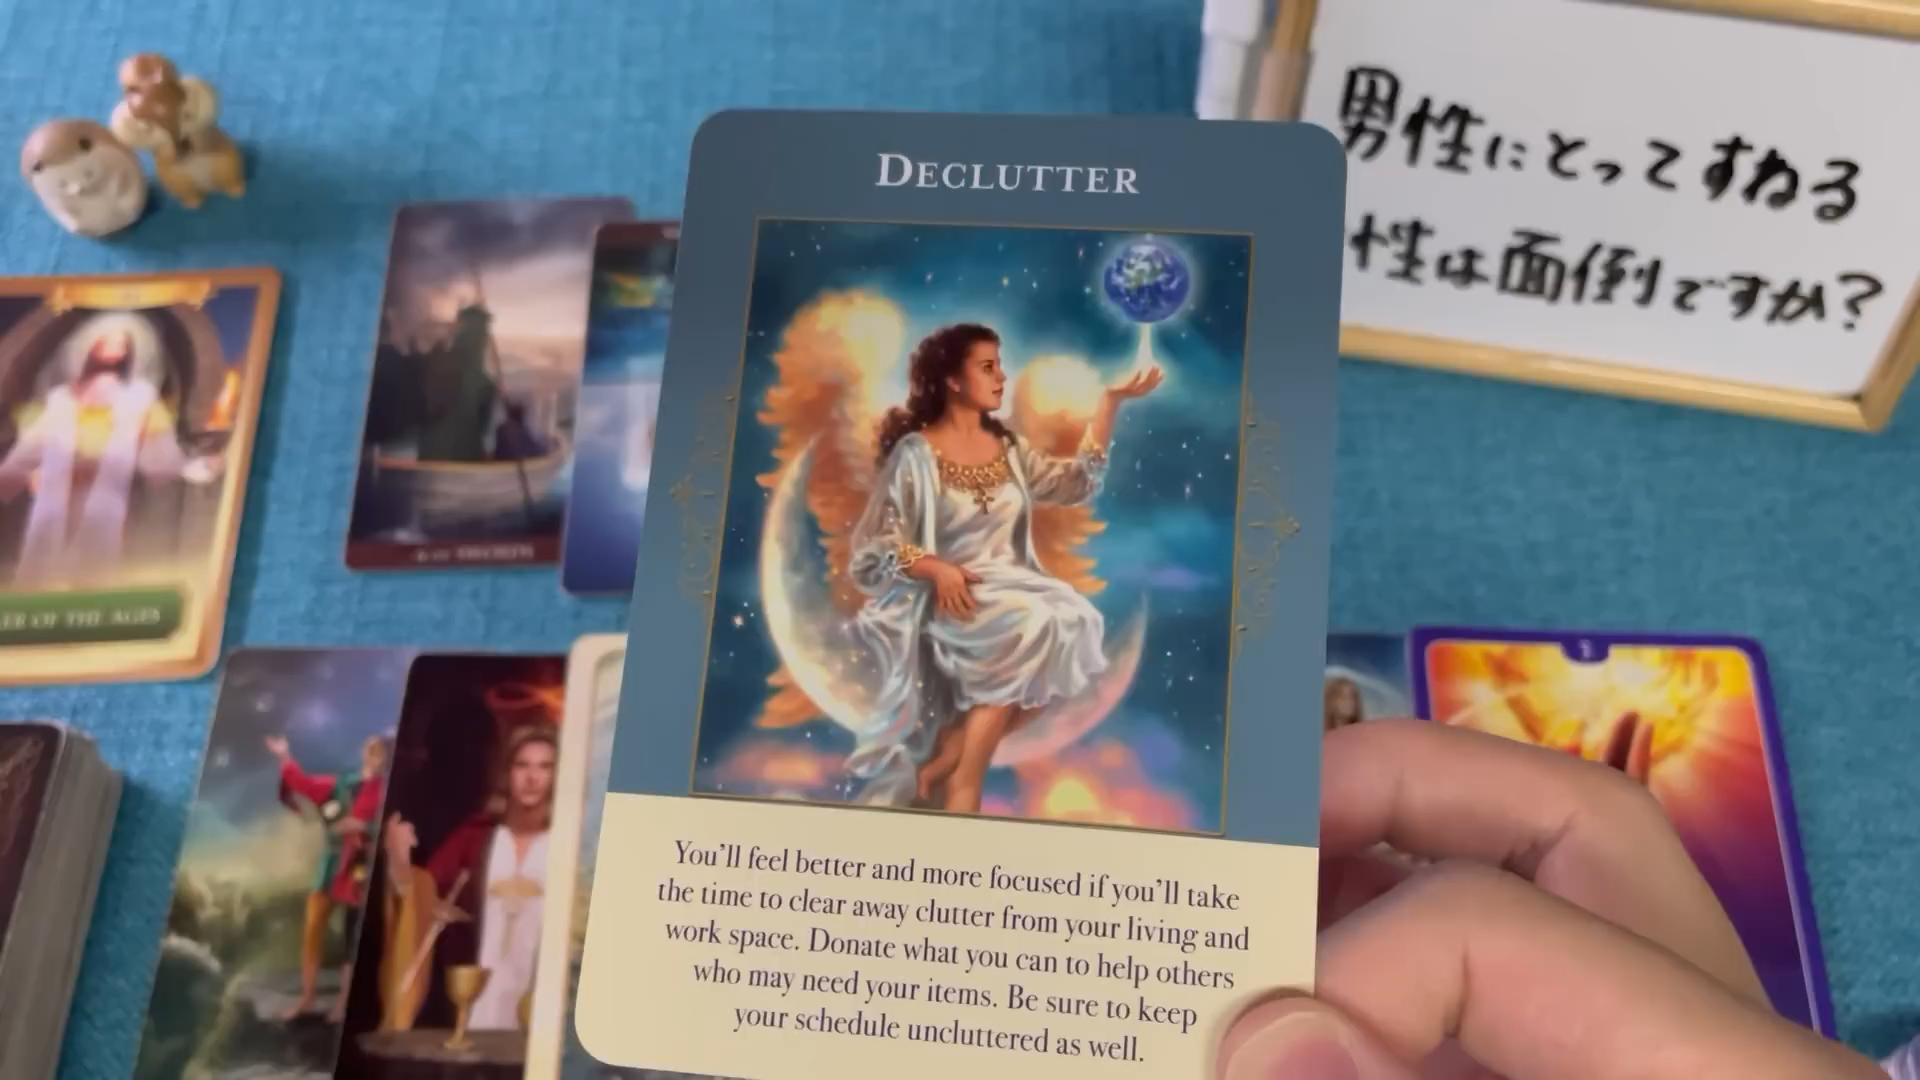 DECLUTTER
You'll feel better and more focused if you'll take
the time to clear away clutter from your living and
work space. Donate what you can to help others
who may need your items. Be sure to keep
your schedule uncluttered as well.
男性にとってすねる
性は面倒ですか?
OF THE AGES